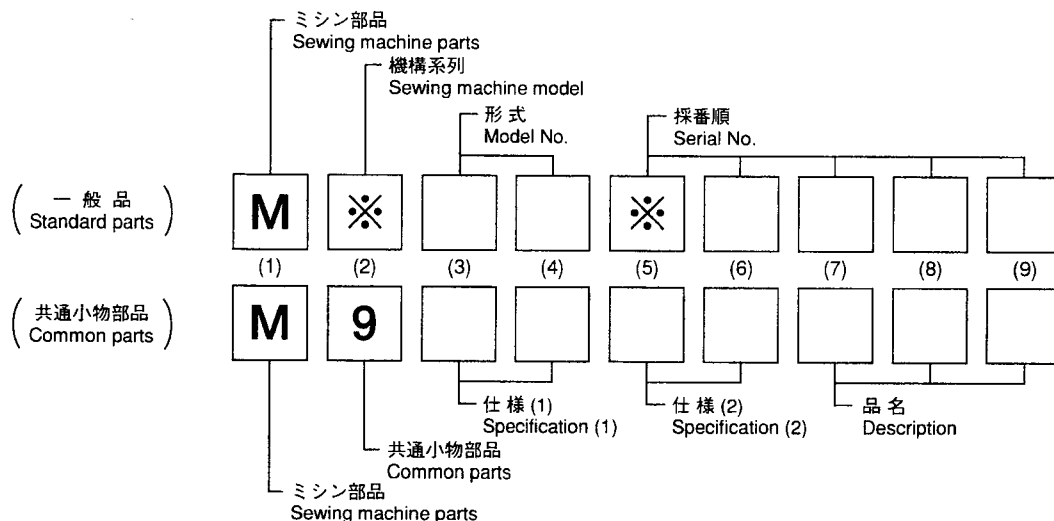 ミシン部品
Sewing machine parts
機構系列
Sewing machine model
形式
Model No.
採番順
Serial No.
(一般品
Standard parts)
M ※ ※
(1) (2) (3) (4) (5) (6) (7) (8) (9)
(共通小物部品
Common parts)
M 9
仕様 (1)
Specification (1)
仕様 (2)
Specification (2)
品名
Description
共通小物部品
Common parts
ミシン部品
Sewing machine parts